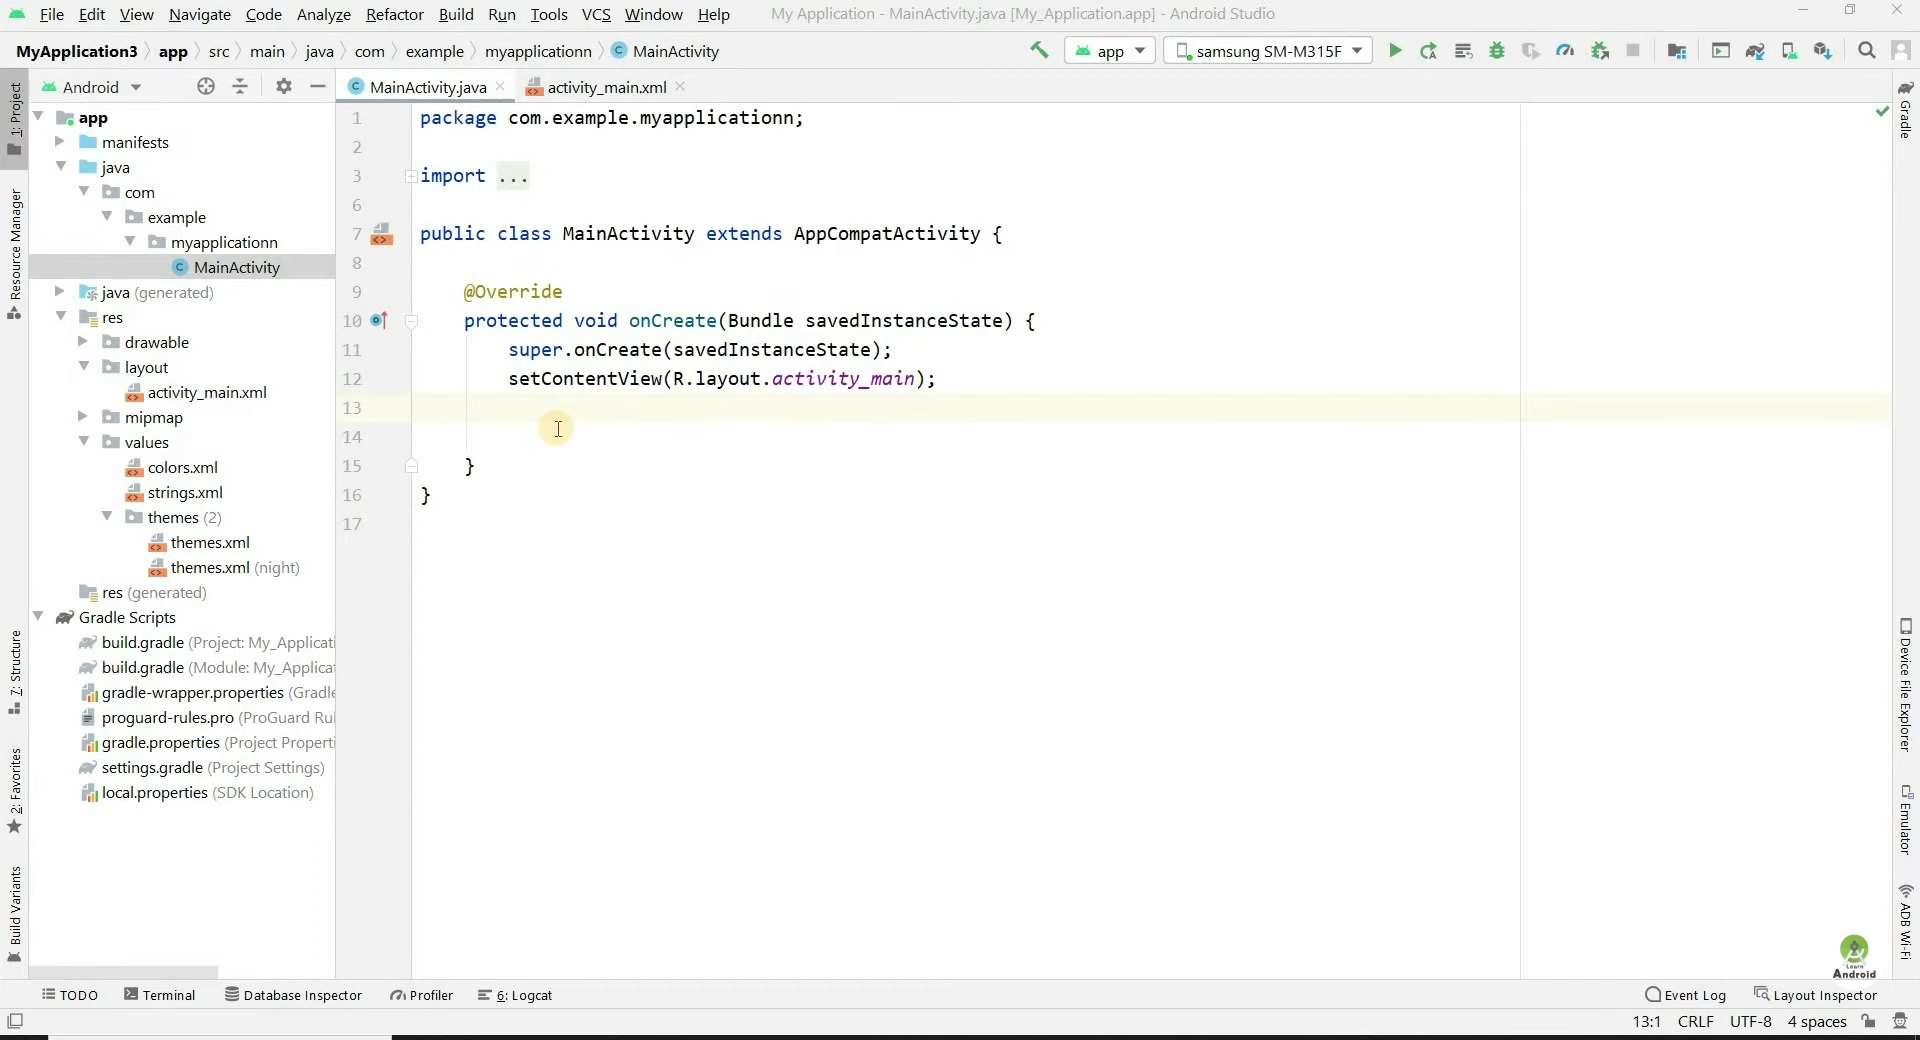 File Edit View Navigate Code Analyze Refactor Build Run Tools VCS Window Help My Application - MainActivity.java [My_Application.app] - Android Studio
MyApplication3 app src main java com example myapplicationn MainActivity app samsung SM-M315F
1: Project
Resource Manager
7: Structure
2: Favorites
Build Variants
Android
app
manifests
java
com
example
myapplicationn
MainActivity
java (generated)
res
drawable
layout
activity_main.xml
mipmap
values
colors.xml
strings.xml
themes (2)
themes.xml
themes.xml (night)
res (generated)
Gradle Scripts
build.gradle (Project: My_Applicati
build.gradle (Module: My_Applica
gradle-wrapper.properties (Gradle
proguard-rules.pro (ProGuard Rul
gradle.properties (Project Properti
settings.gradle (Project Settings)
local.properties (SDK Location)
MainActivity.java activity_main.xml
1 package com.example.myapplicationn;
2
3 import ...
6
7 public class MainActivity extends AppCompatActivity {
8
9 @Override
10 protected void onCreate(Bundle savedInstanceState) {
11 super.onCreate(savedInstanceState);
12 setContentView(R.layout.activity_main);
13
14
15 }
16 }
17
Gradle
Device File Explorer
Emulator
ADB Wi-Fi
Learn
Android
TODO Terminal Database Inspector Profiler 6: Logcat Event Log Layout Inspector
13:1 CRLF UTF-8 4 spaces